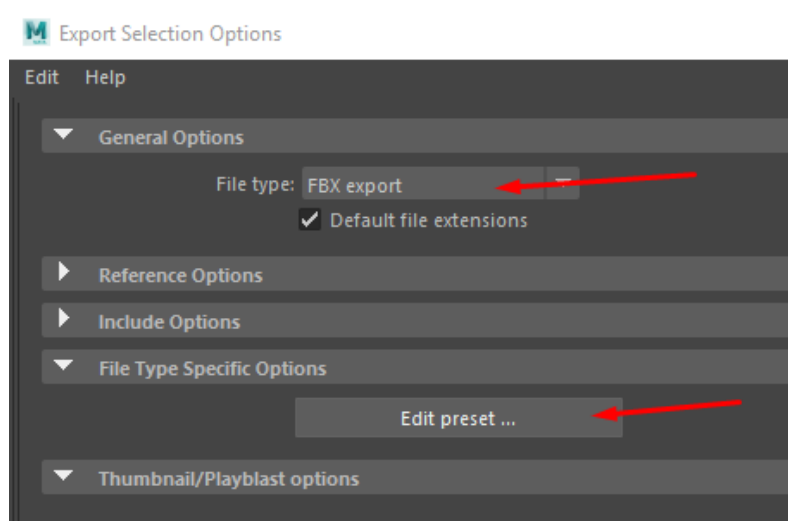 Export Selection Options
Edit Help
General Options
File type: FBX export
Default file extensions
Reference Options
Include Options
File Type Specific Options
Edit preset ...
Thumbnail/Playblast options